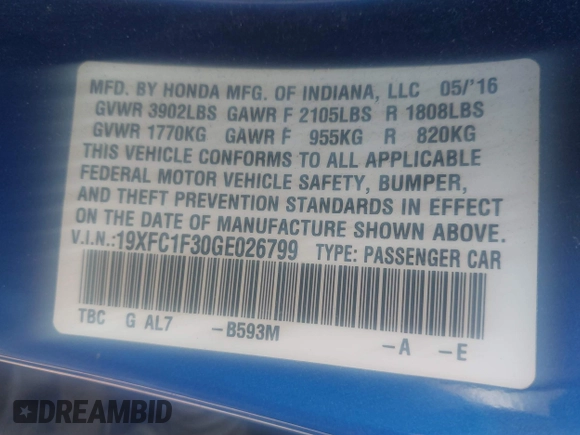 MFD. BY HONDA MFG. OF INDIANA, LLC 05/'16
GVWR 3902LBS GAWR F 2105LBS R 1808LBS
GVWR 1770KG GAWR F 955KG R 820KG
THIS VEHICLE CONFORMS TO ALL APPLICABLE
FEDERAL MOTOR VEHICLE SAFETY, BUMPER,
AND THEFT PREVENTION STANDARDS IN EFFECT
ON THE DATE OF MANUFACTURE SHOWN ABOVE.
V.I.N.:19XFC1F30GE026799 TYPE: PASSENGER CAR
TBC G AL7 -B593M -A -E
DREAMBID